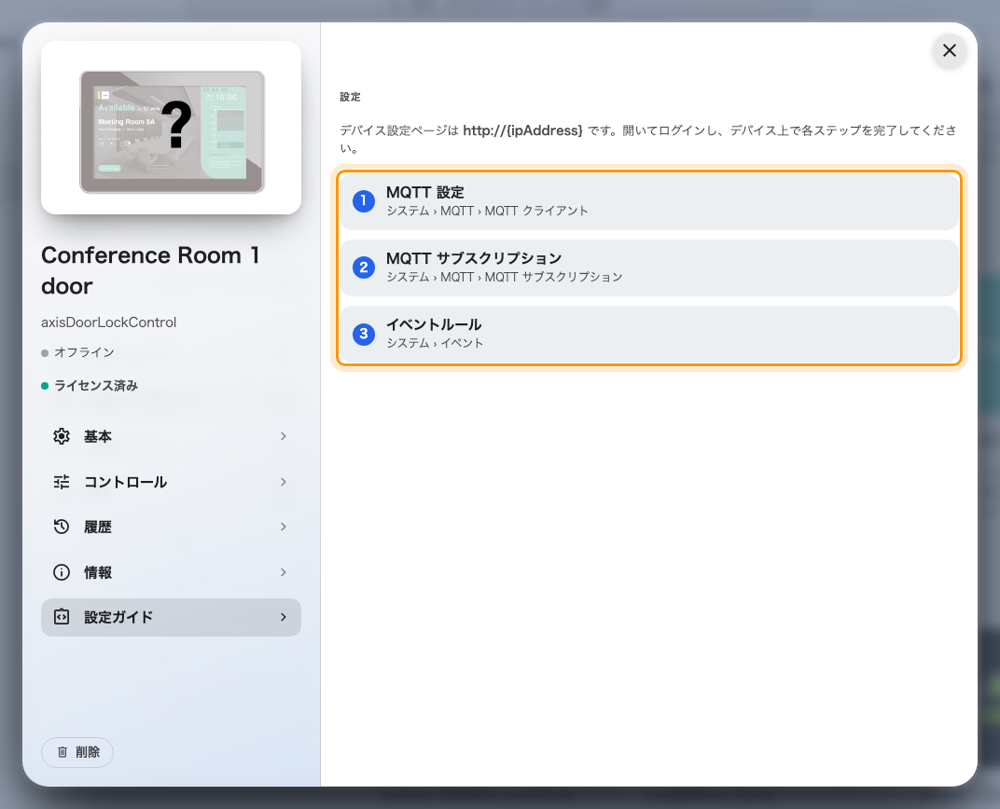 Available
Meeting Room 8A
15:06
?
Conference Room 1
door
axisDoorLockControl
オフライン
ライセンス済み
基本
コントロール
履歴
情報
設定ガイド
削除
設定
デバイス設定ページは http://{ipAddress} です。開いてログインし、デバイス上で各ステップを完了してくださ
い。
1
MQTT 設定
システム › MQTT › MQTT クライアント
2
MQTT サブスクリプション
システム › MQTT › MQTT サブスクリプション
3
イベントルール
システム › イベント